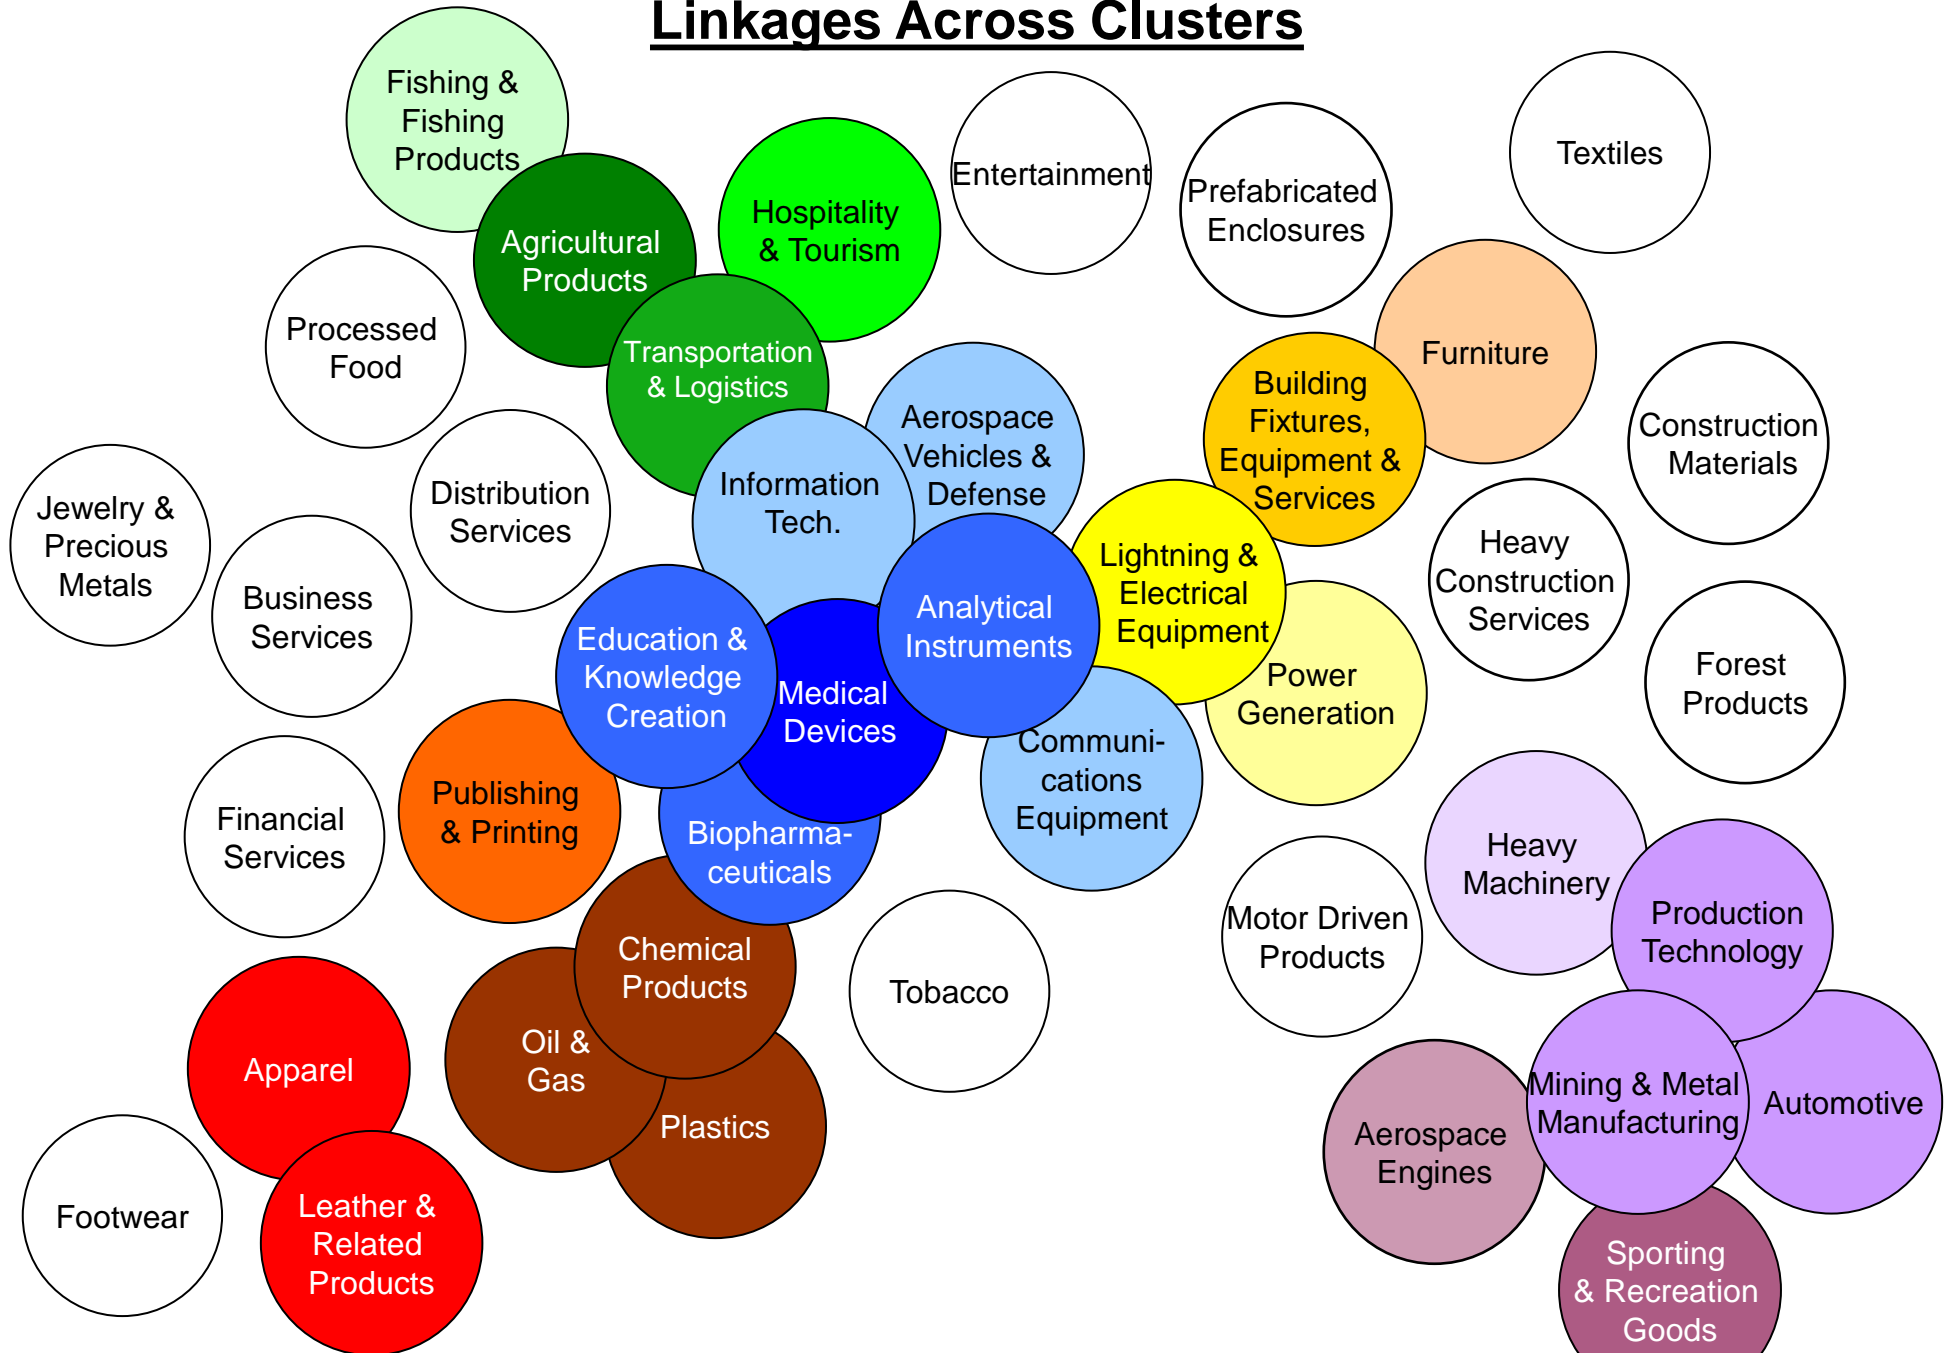 Linkages Across Clusters
Fishing &
Fishing
Products
Entertainment
Prefabricated
Enclosures
Textiles
Hospitality
& Tourism
Agricultural
Products
Processed
Food
Transportation
& Logistics
Furniture
Building
Fixtures,
Equipment &
Services
Aerospace
Vehicles &
Defense
Construction
Materials
Information
Tech.
Distribution
Services
Jewelry &
Precious
Metals
Business
Services
Heavy
Construction
Services
Lightning &
Electrical
Equipment
Analytical
Instruments
Education &
Knowledge
Creation
Medical
Devices
Power
Generation
Forest
Products
Communi-
cations
Equipment
Publishing
& Printing
Financial
Services
Biopharma-
ceuticals
Heavy
Machinery
Motor Driven
Products
Production
Technology
Chemical
Products
Tobacco
Oil &
Gas
Apparel
Plastics
Mining & Metal
Manufacturing
Automotive
Aerospace
Engines
Footwear
Leather &
Related
Products
Sporting
& Recreation
Goods